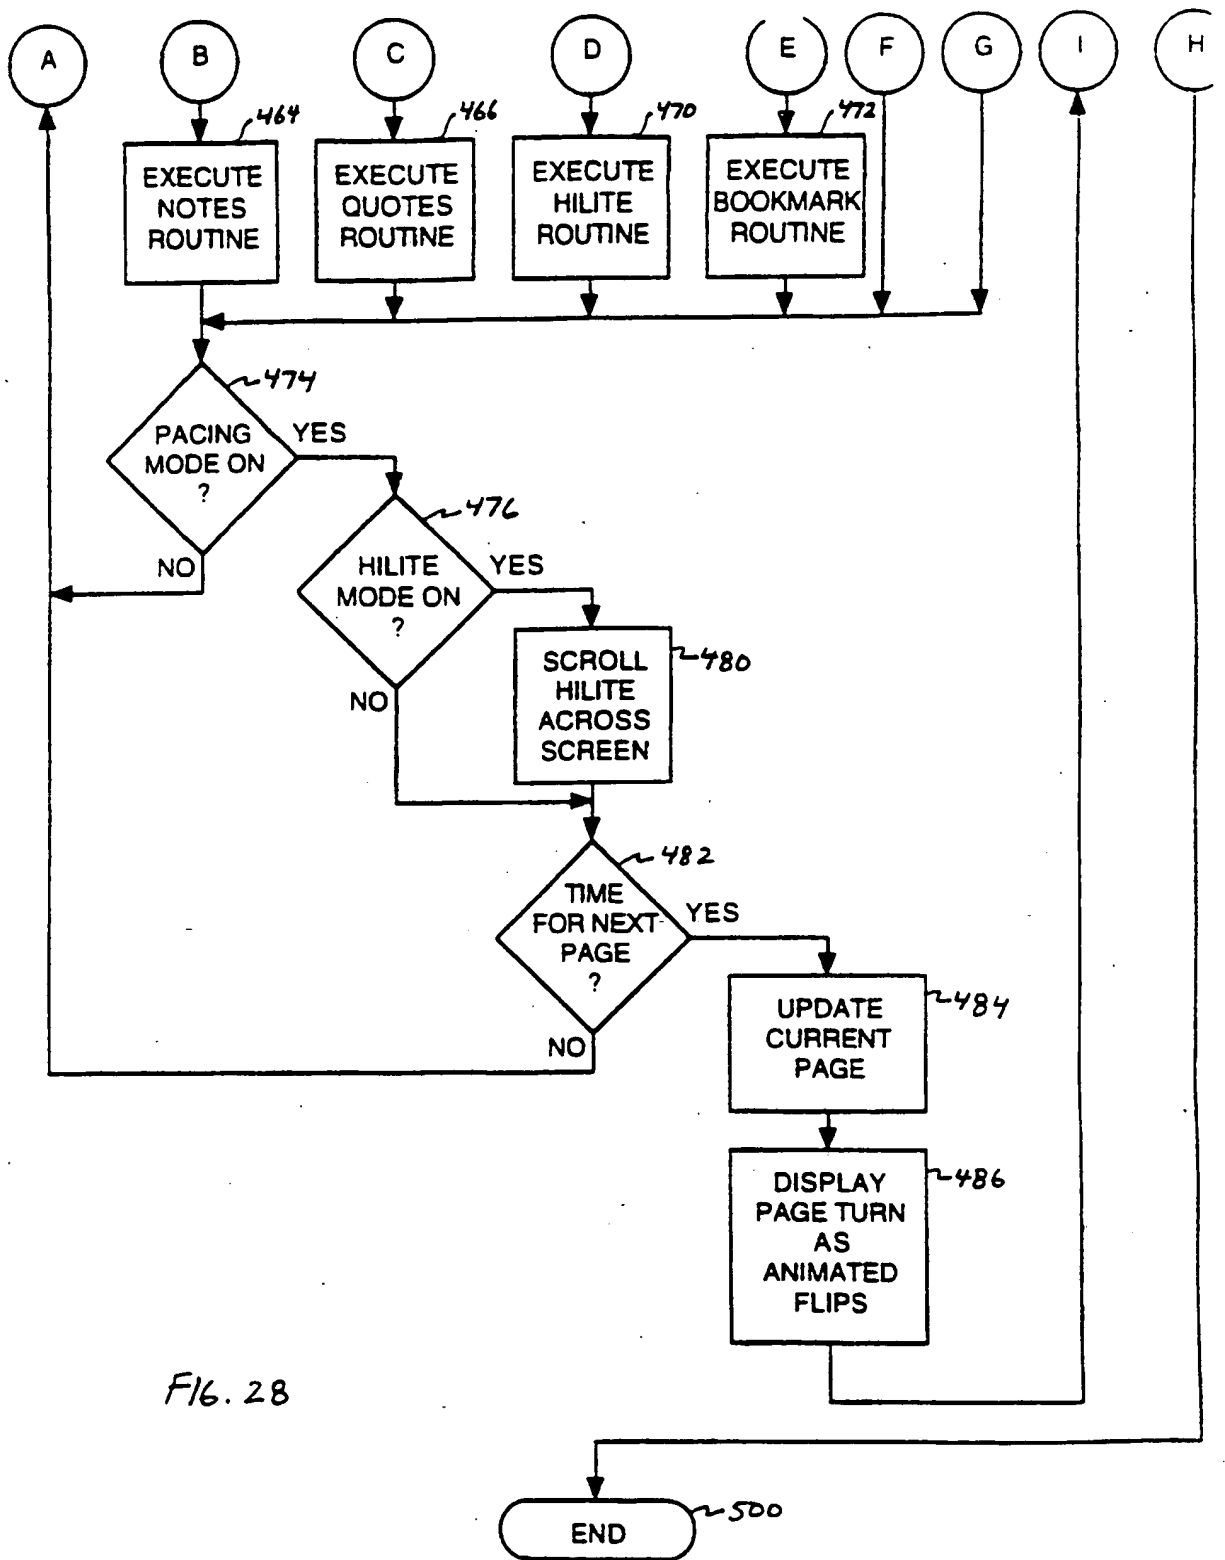 A B C D E F G I H
464
466
470
472
EXECUTE
NOTES
ROUTINE
EXECUTE
QUOTES
ROUTINE
EXECUTE
HILITE
ROUTINE
EXECUTE
BOOKMARK
ROUTINE
474
PACING
MODE ON
?
YES
NO
476
HILITE
MODE ON
?
YES
NO
480
SCROLL
HILITE
ACROSS
SCREEN
482
TIME
FOR NEXT
PAGE
?
YES
NO
484
UPDATE
CURRENT
PAGE
486
DISPLAY
PAGE TURN
AS
ANIMATED
FLIPS
FIG. 28
500
END